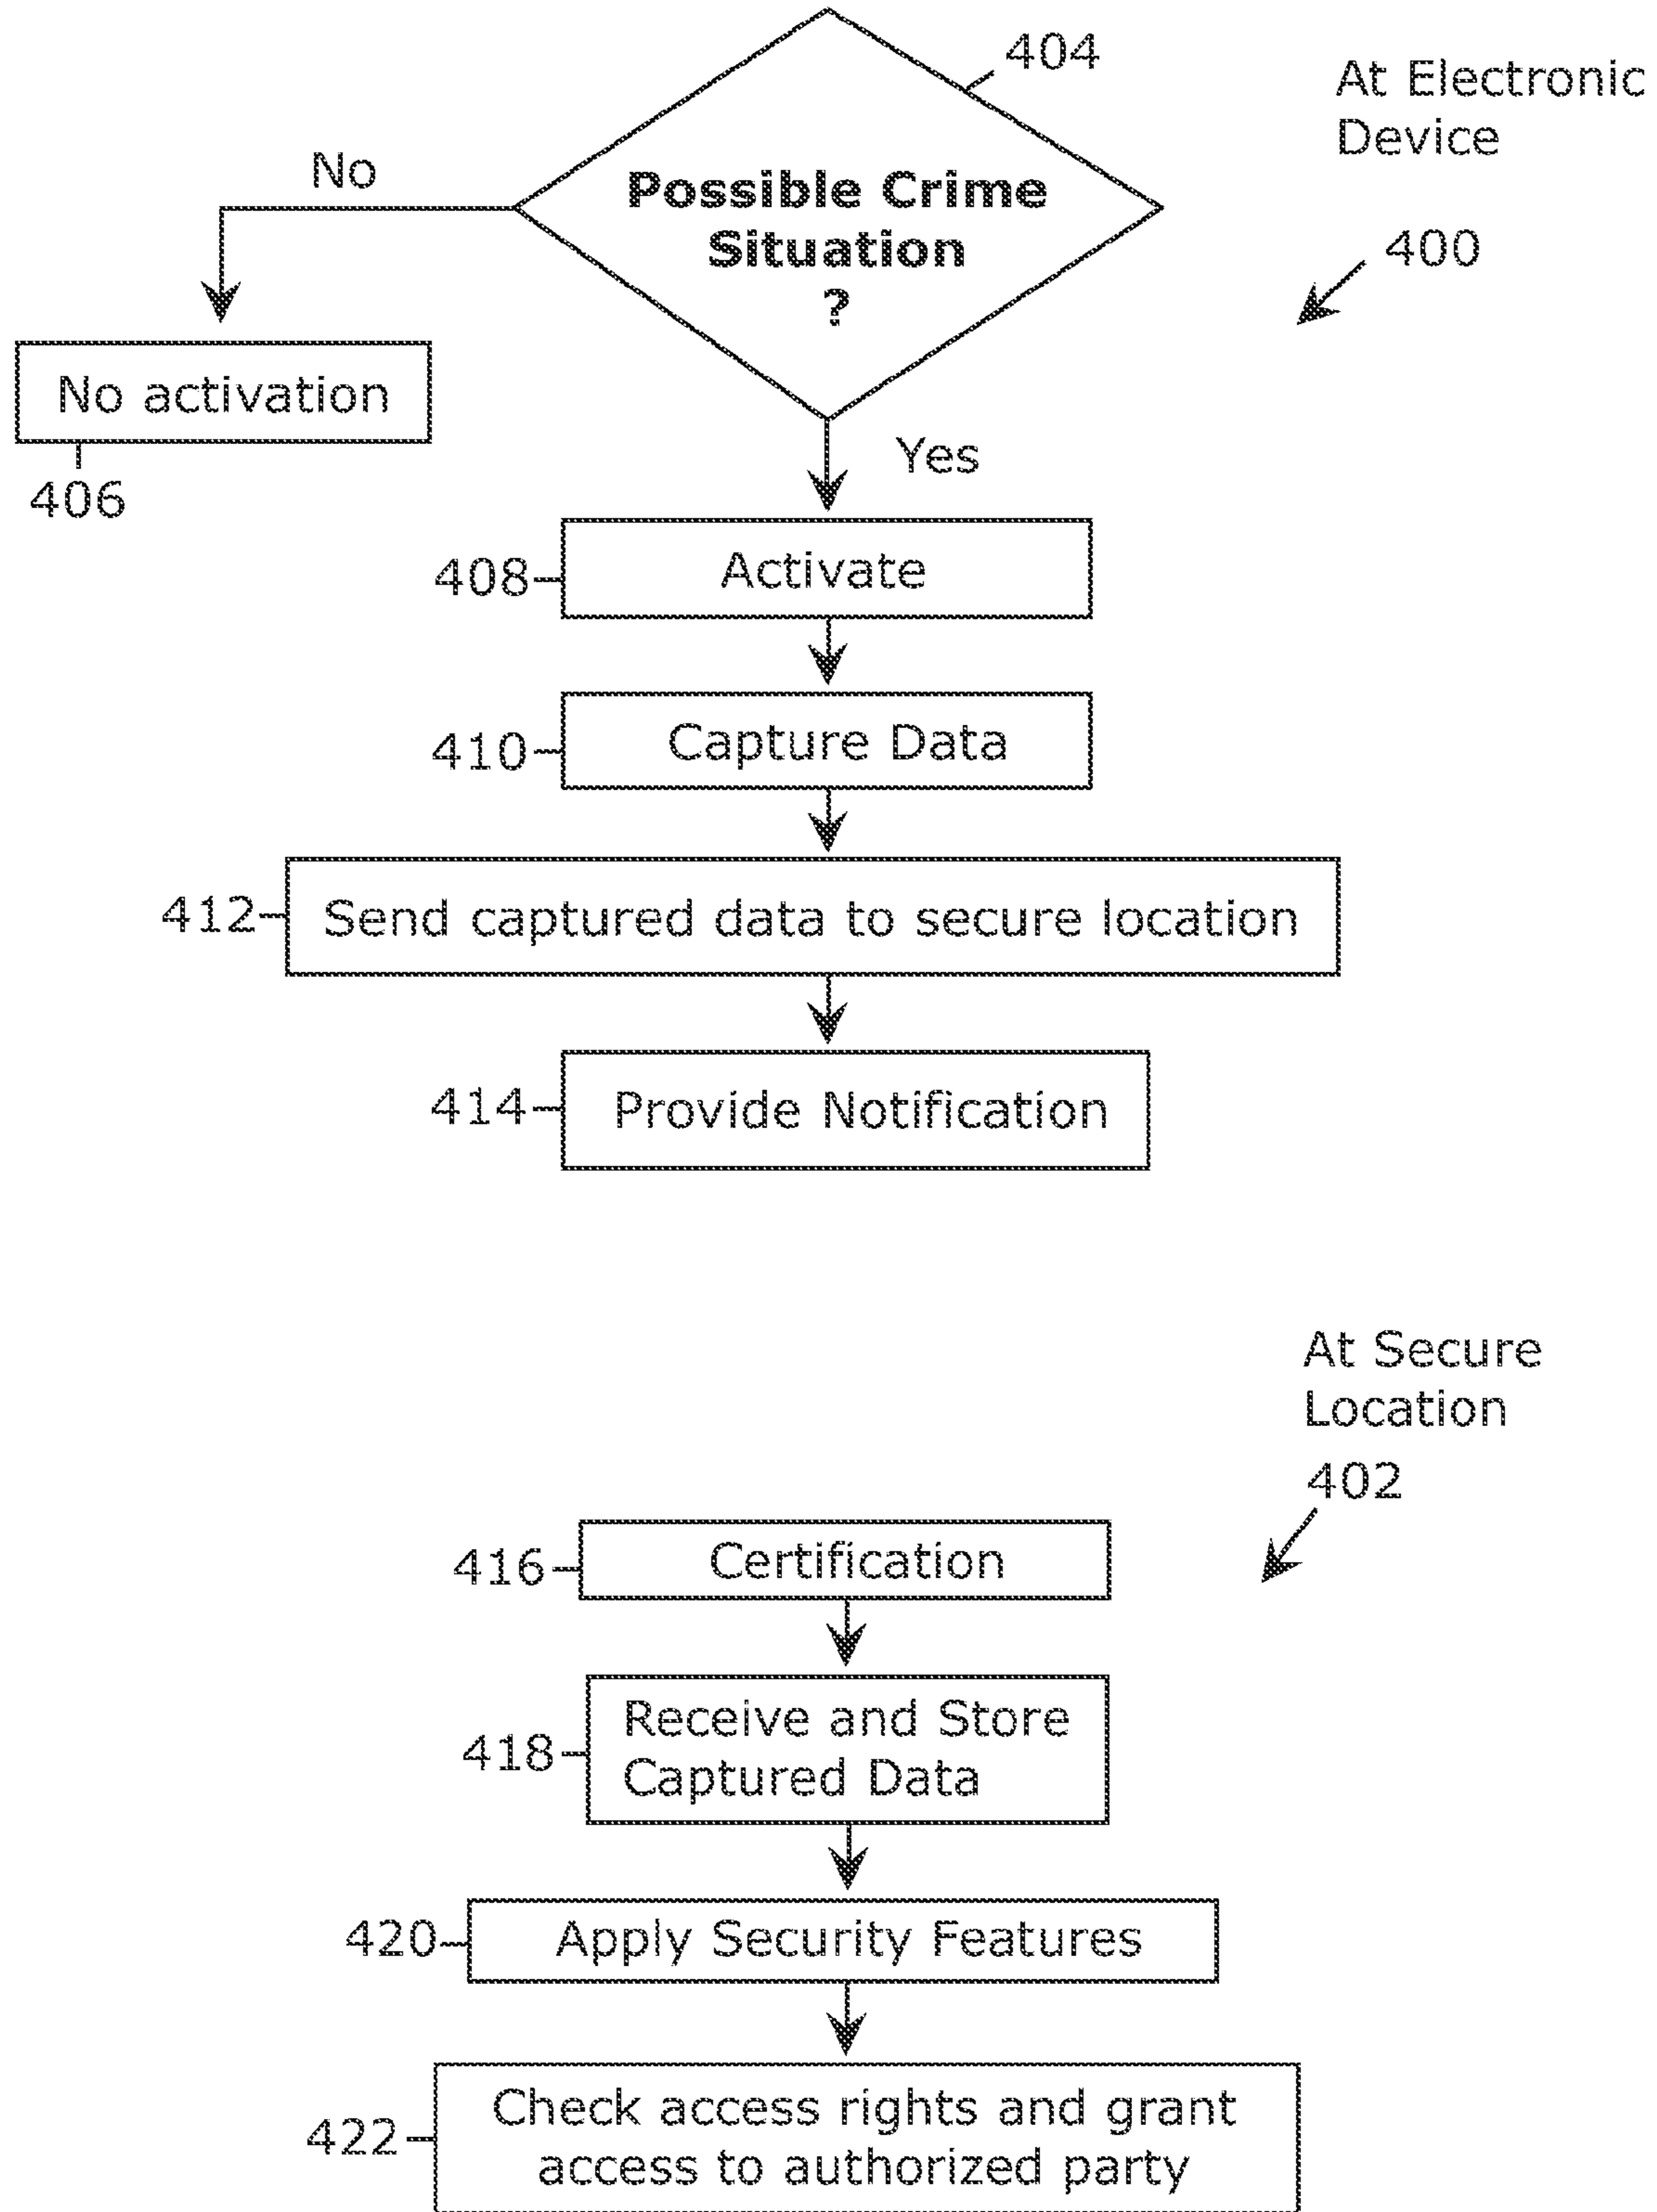 404
At Electronic
Device
No
Possible Crime
Situation
?
400
No activation
406
Yes
408
Activate
410
Capture Data
412
Send captured data to secure location
414
Provide Notification
At Secure
Location
402
416
Certification
418
Receive and Store
Captured Data
420
Apply Security Features
422
Check access rights and grant
access to authorized party